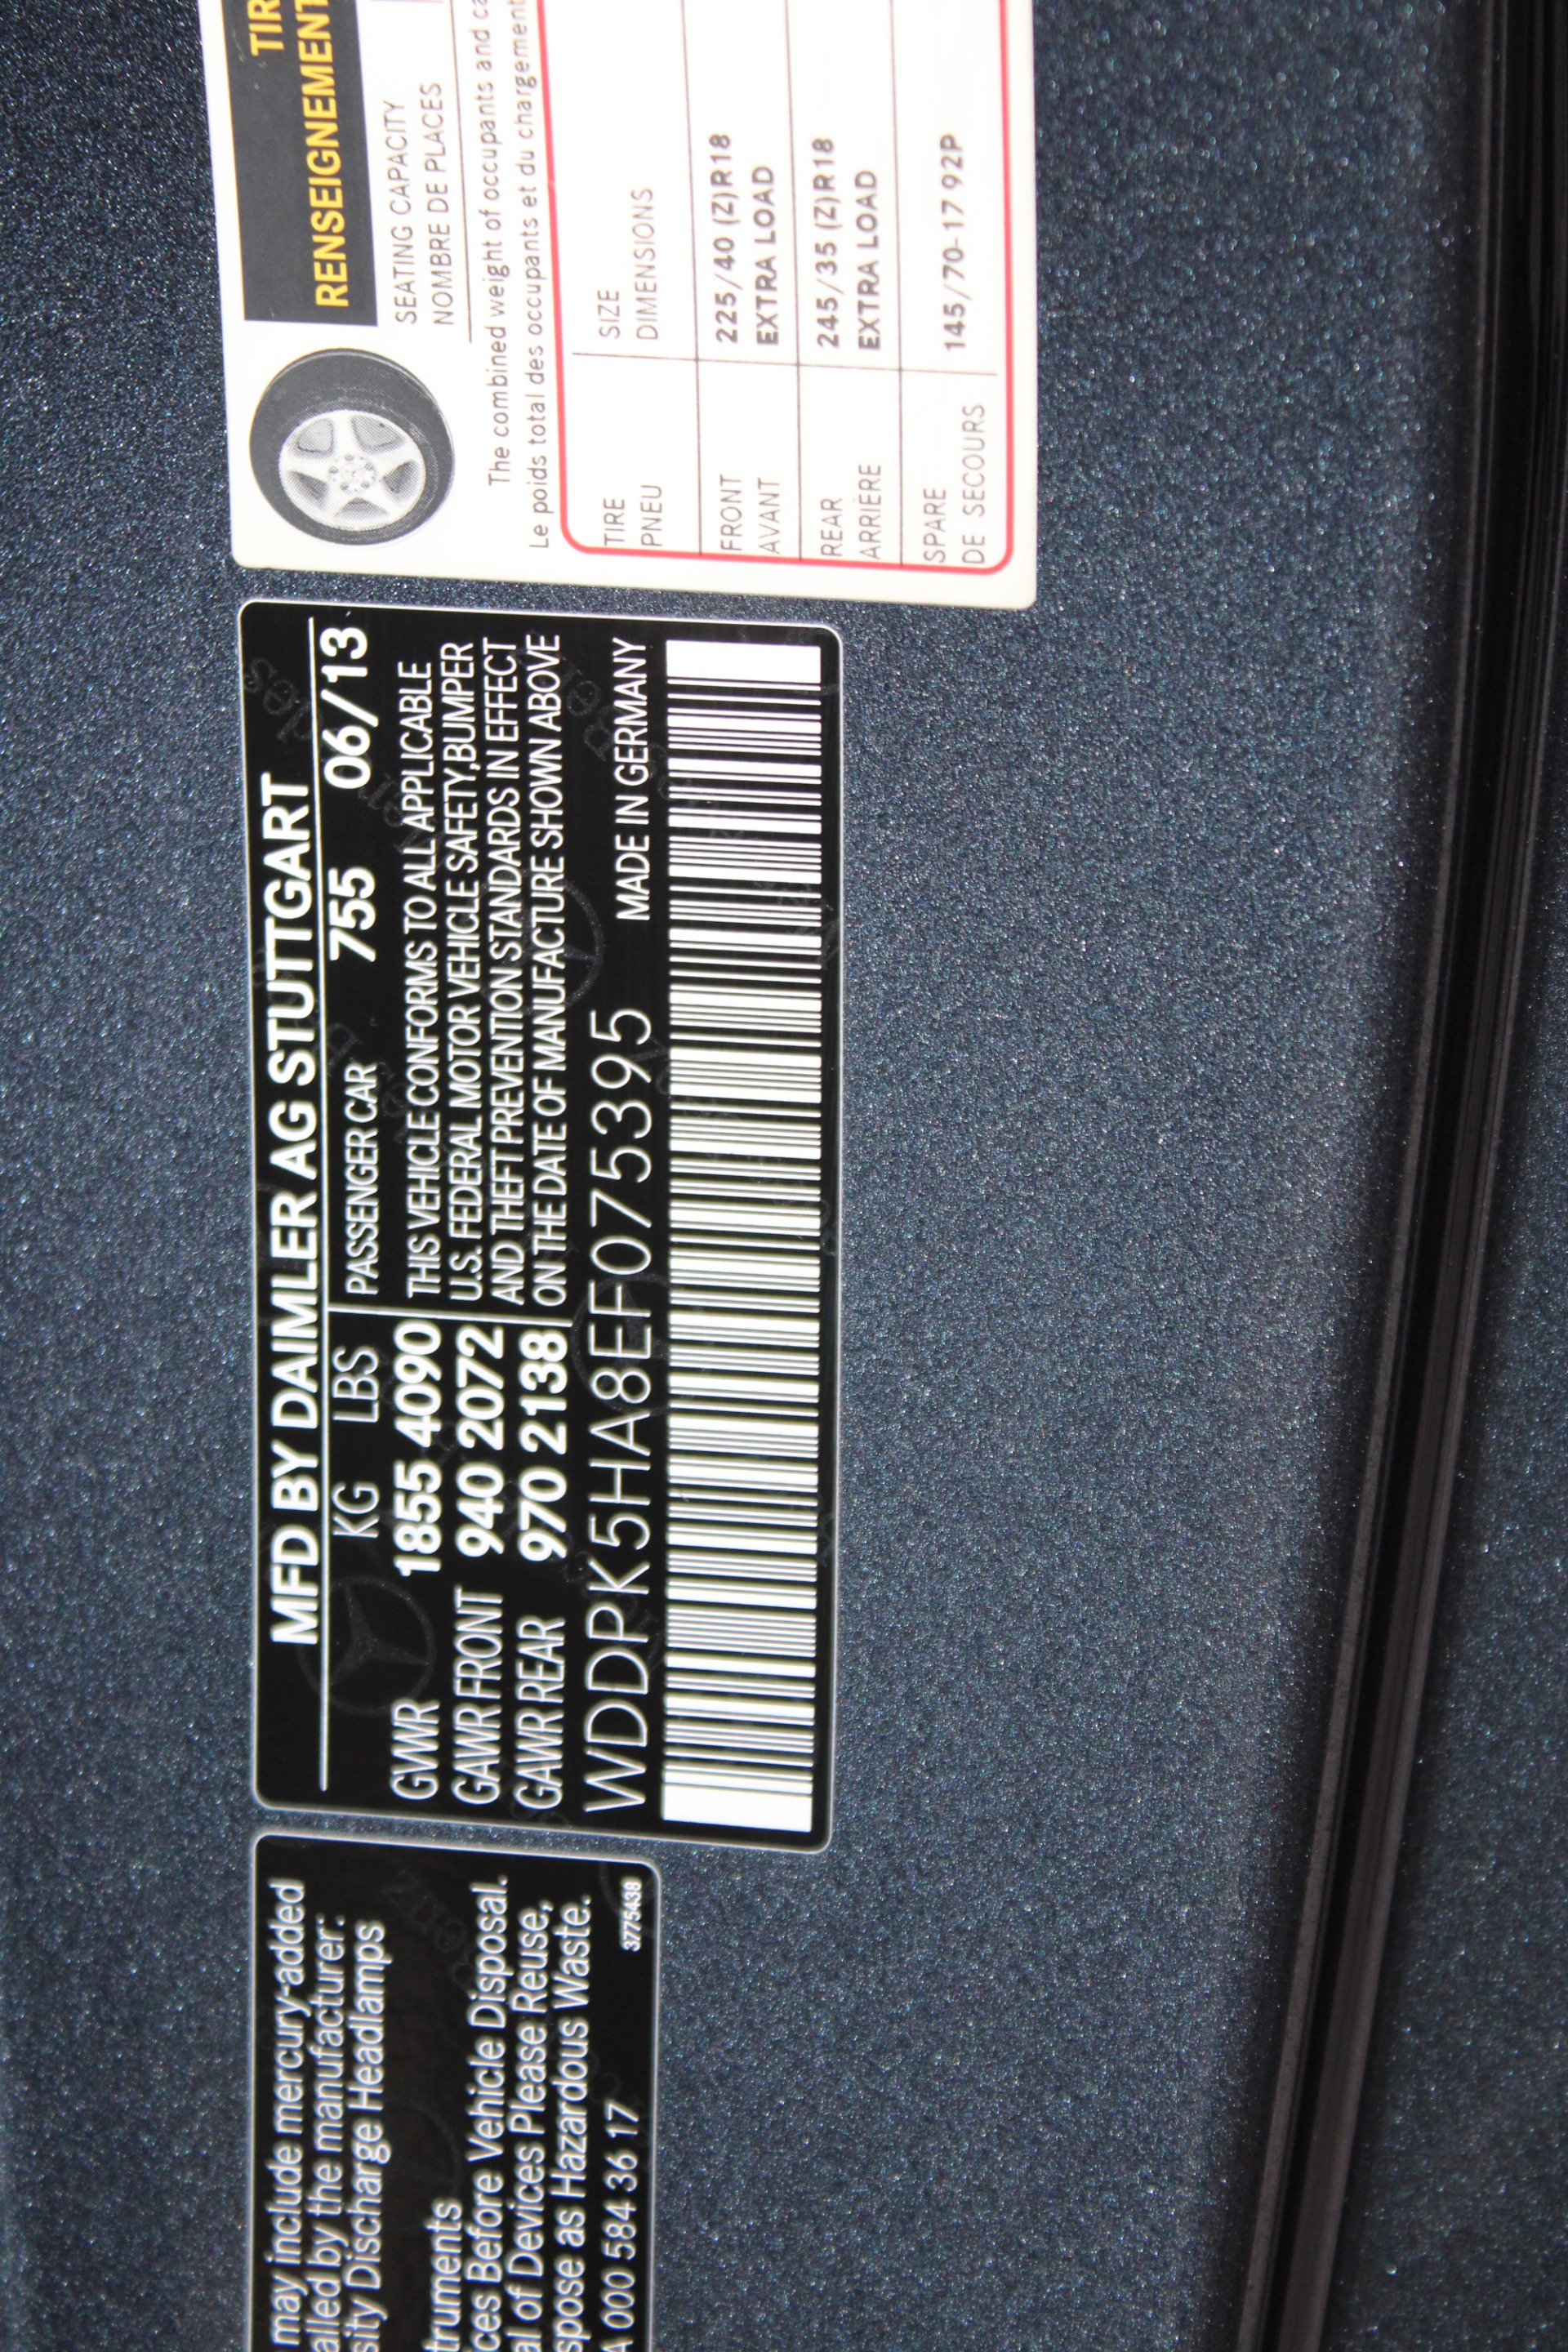 may include mercury-added
alled by the manufacturer.
sity Discharge Headlamps
truments
ces Before Vehicle Disposal.
al of Devices Please Reuse,
spose as Hazardous Waste.
A 000 584 36 17
3775438
MFD BY DAIMLER AG STUTTGART
KG LBS PASSENGER CAR 755 06/13
GVWR 1855 4090
GAWR FRONT 940 2072
GAWR REAR 970 2138
THIS VEHICLE CONFORMS TO ALL APPLICABLE
U.S. FEDERAL MOTOR VEHICLE SAFETY,BUMPER
AND THEFT PREVENTION STANDARDS IN EFFECT
ON THE DATE OF MANUFACTURE SHOWN ABOVE
WDDPK5HA8EF075395 MADE IN GERMANY
TIR
RENSEIGNEMENT
SEATING CAPACITY
NOMBRE DE PLACES
The combined weight of occupants and ca
Le poids total des occupants et du chargement
TIRE SIZE
PNEU DIMENSIONS
FRONT 225/40 (Z)R18
AVANT EXTRA LOAD
REAR 245/35 (Z)R18
ARRIÈRE EXTRA LOAD
SPARE 145/70-17 92P
DE SECOURS